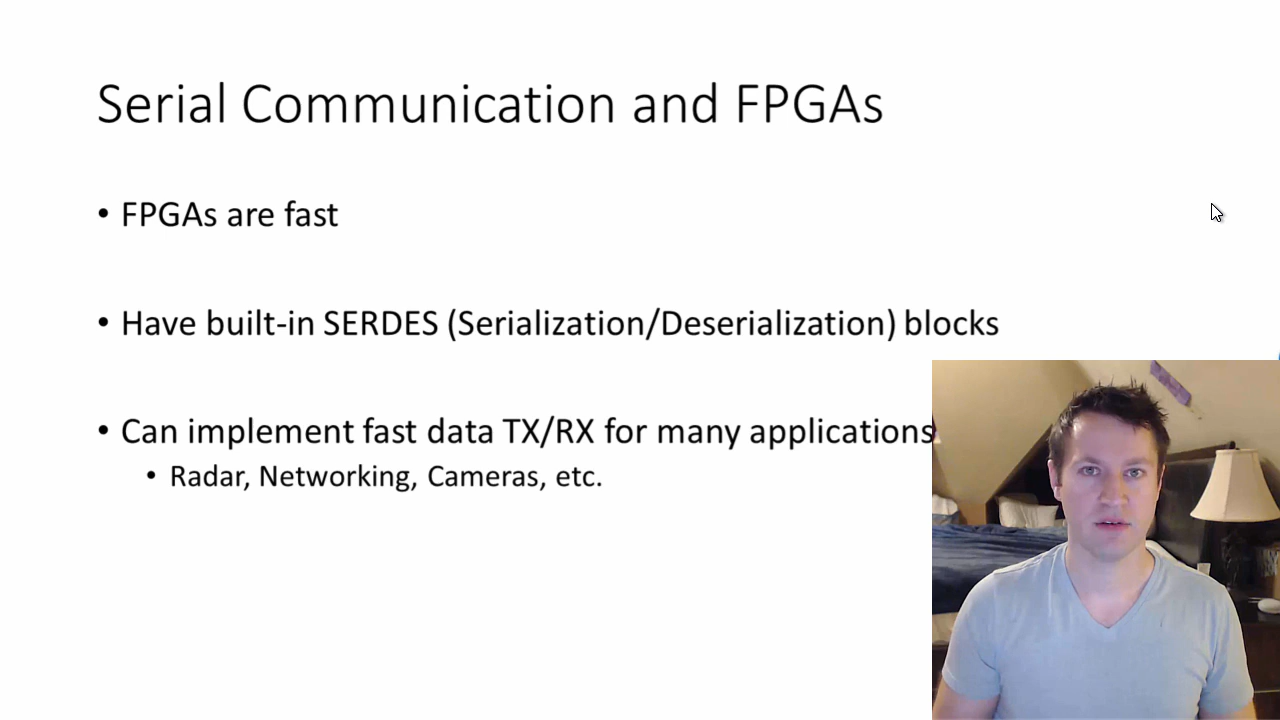 Serial Communication and FPGAs
• FPGAs are fast
• Have built-in SERDES (Serialization/Deserialization) blocks
• Can implement fast data TX/RX for many applications
• Radar, Networking, Cameras, etc.